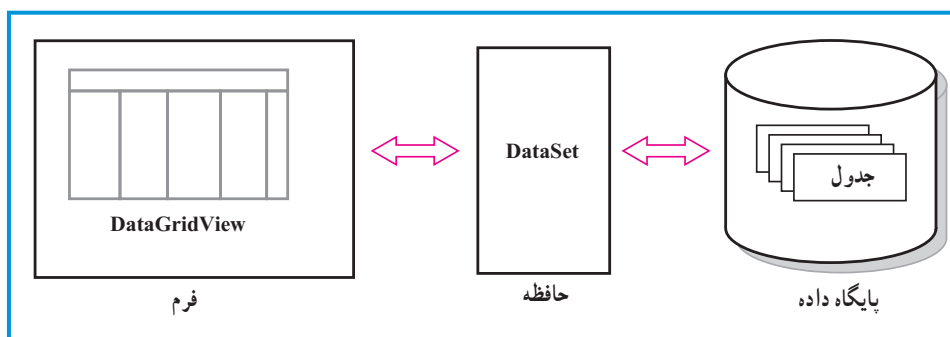 DataGridView
فرم
DataSet
حافظه
جدول
پایگاه داده